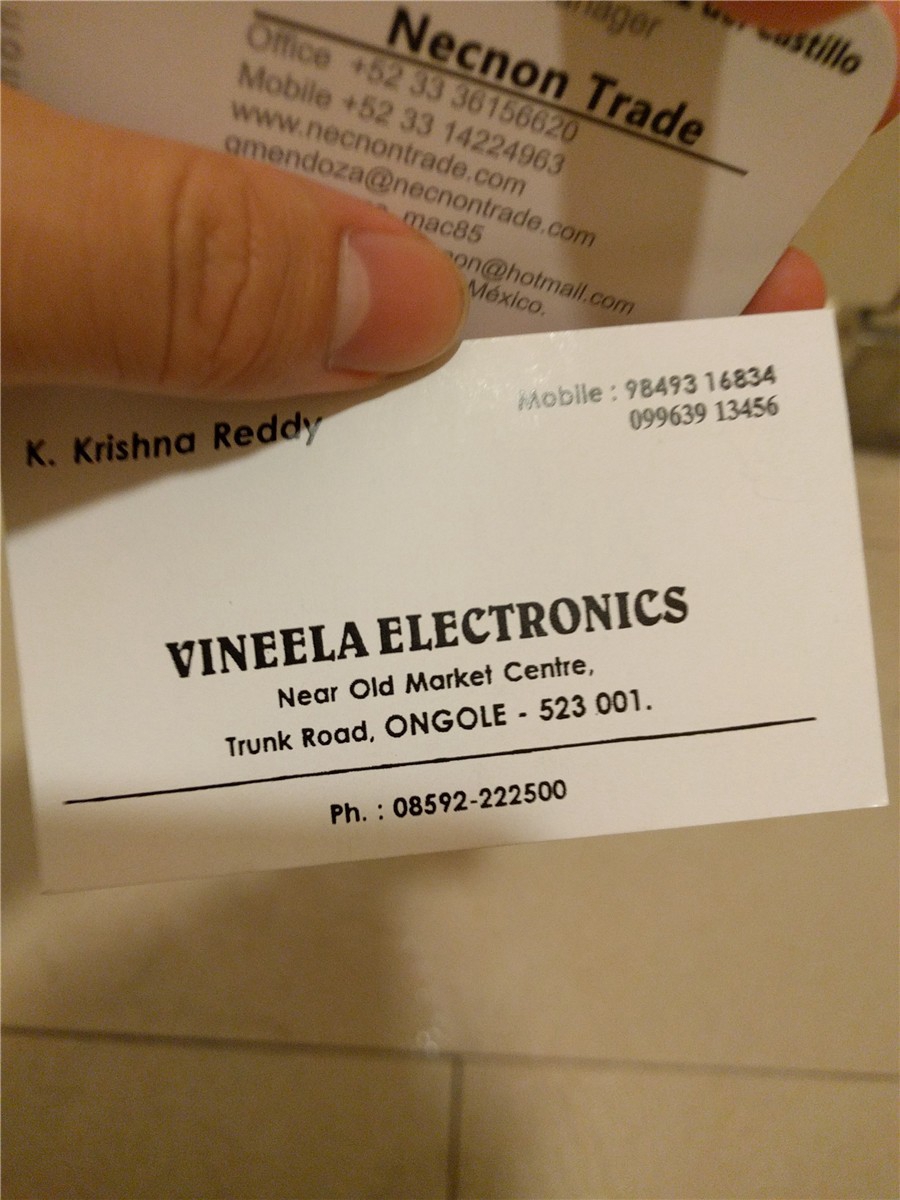 Castillo
Necnon Trade
Office +52 33 36156620
Mobile +52 33 14224963
www.necnontrade.com
gmendoza@necnontrade.com
mac85
@hotmail.com
México.
K. Krishna Reddy
Mobile : 98493 16834
099639 13456
VINEELA ELECTRONICS
Near Old Market Centre,
Trunk Road, ONGOLE - 523 001.
Ph. : 08592-222500